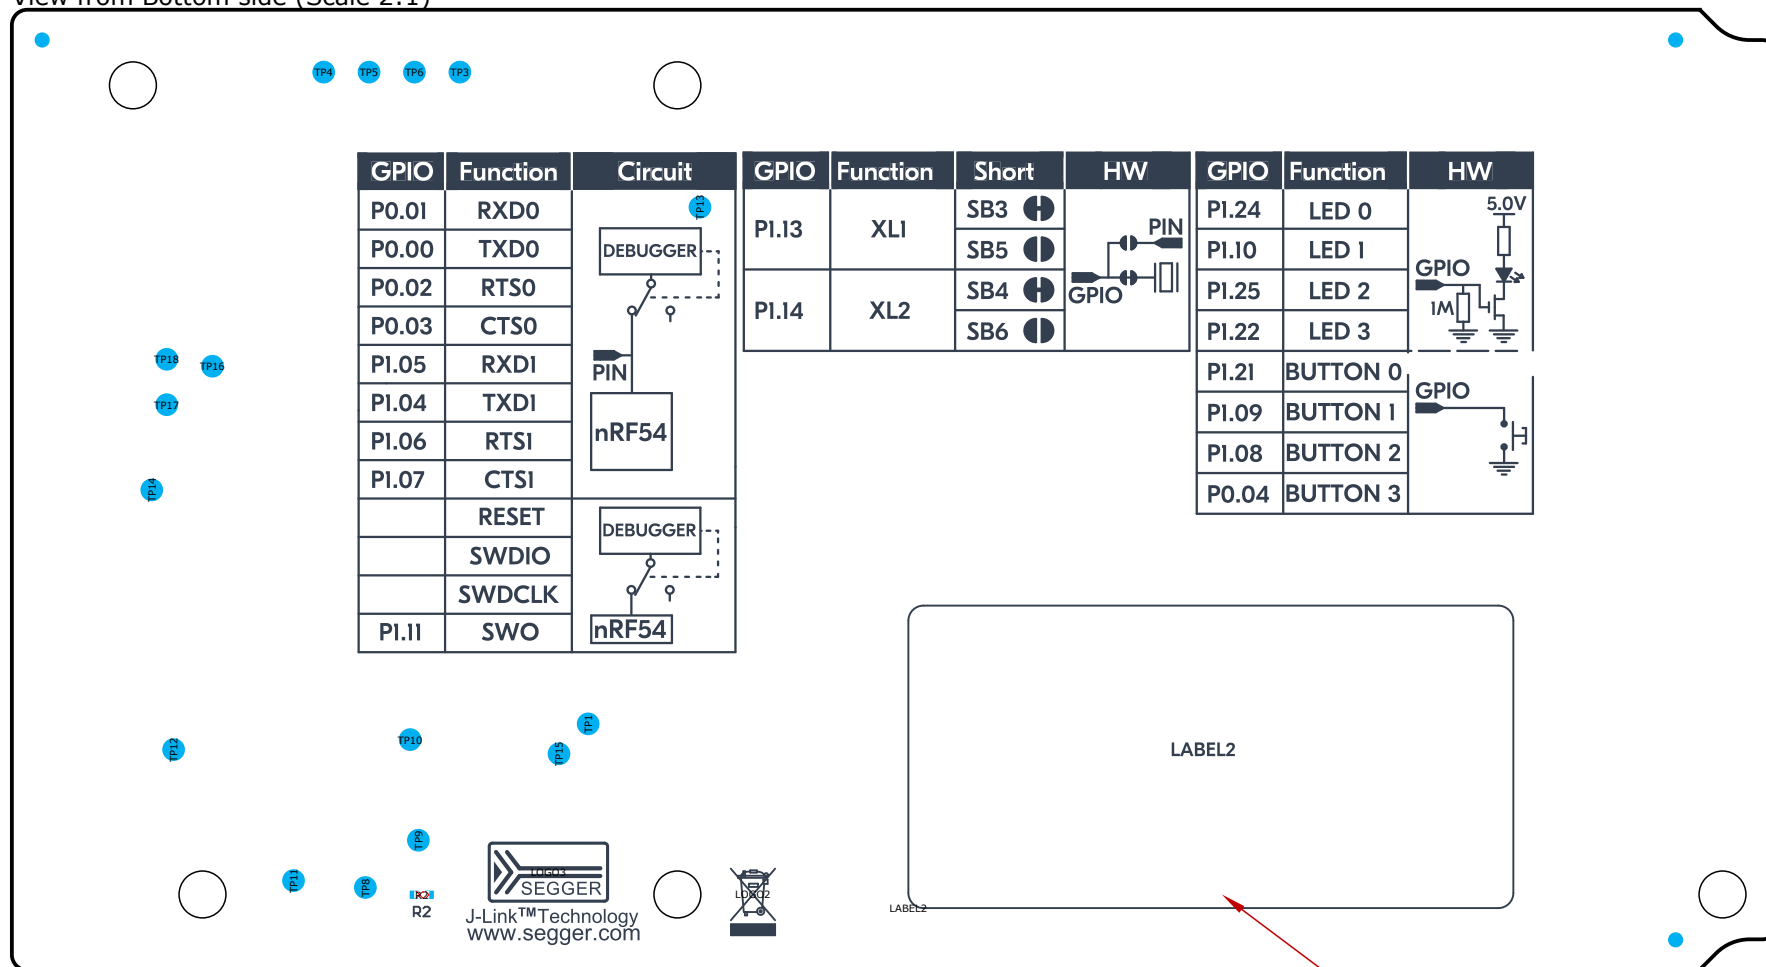 View from Bottom side (Scale 2:1)
TP4 TP5 TP6 TP3
GPIO Function Circuit
P0.01 RXD0
P0.00 TXD0
P0.02 RTS0
P0.03 CTS0
P1.05 RXD1
P1.04 TXD1
P1.06 RTS1
P1.07 CTS1
RESET
SWDIO
SWDCLK
P1.11 SWO
TP13
DEBUGGER
PIN
nRF54
DEBUGGER
nRF54
GPIO Function Short HW
P1.13 XL1 SB3
SB5
P1.14 XL2 SB4
SB6
PIN
GPIO
GPIO Function HW
P1.24 LED 0
P1.10 LED 1
P1.25 LED 2
P1.22 LED 3
P1.21 BUTTON 0
P1.09 BUTTON 1
P1.08 BUTTON 2
P0.04 BUTTON 3
5.0V
GPIO
1M
GPIO
TP18 TP16
TP17
TP14
TP12
TP10
TP15
TP1
TP9
TP11
TP8
R2
R2
LOGO3
SEGGER
J-Link™Technology
www.segger.com
LOGO2
LABEL2
LABEL2